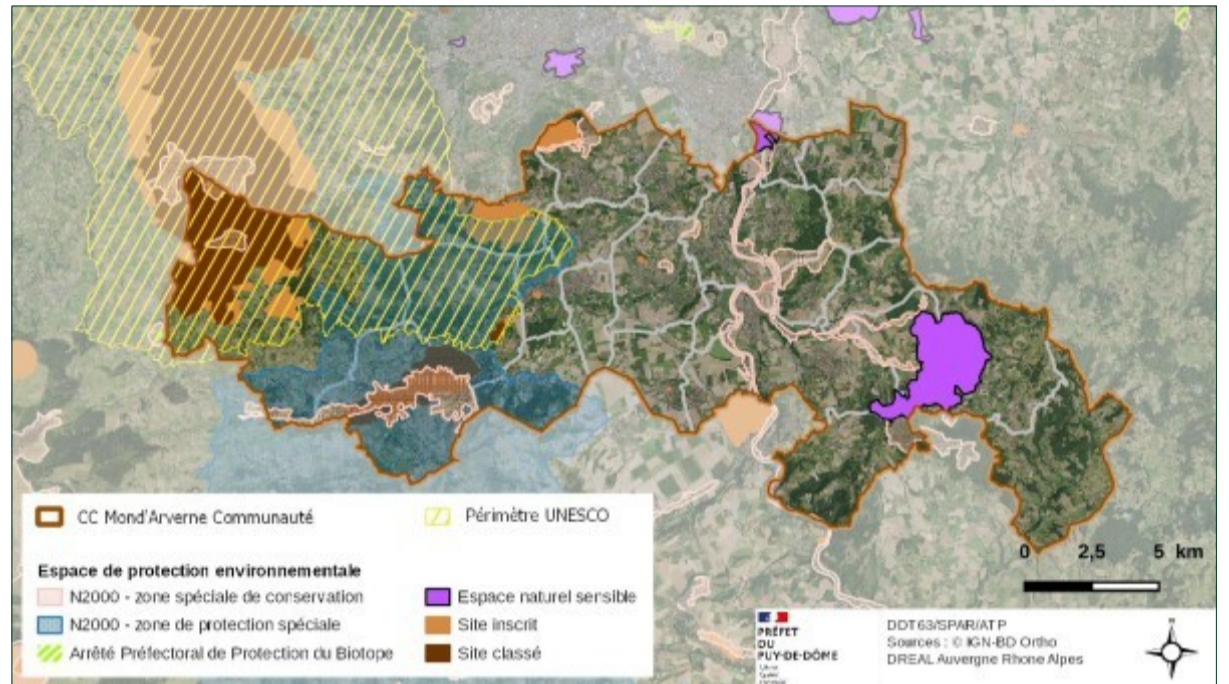 0 2,5 5 km
CC Mond'Arverne Communauté
Périmètre UNESCO
Espace de protection environnementale
N2000 - zone spéciale de conservation
N2000 - zone de protection spéciale
Arrêté Préfectoral de Protection du Biotope
Espace naturel sensible
Site inscrit
Site classé
PRÉFET
DU
PUY-DE-DÔME
DDT63/SPAR/ATP
Sources : © IGN-BD Ortho
DREAL Auvergne Rhone Alpes